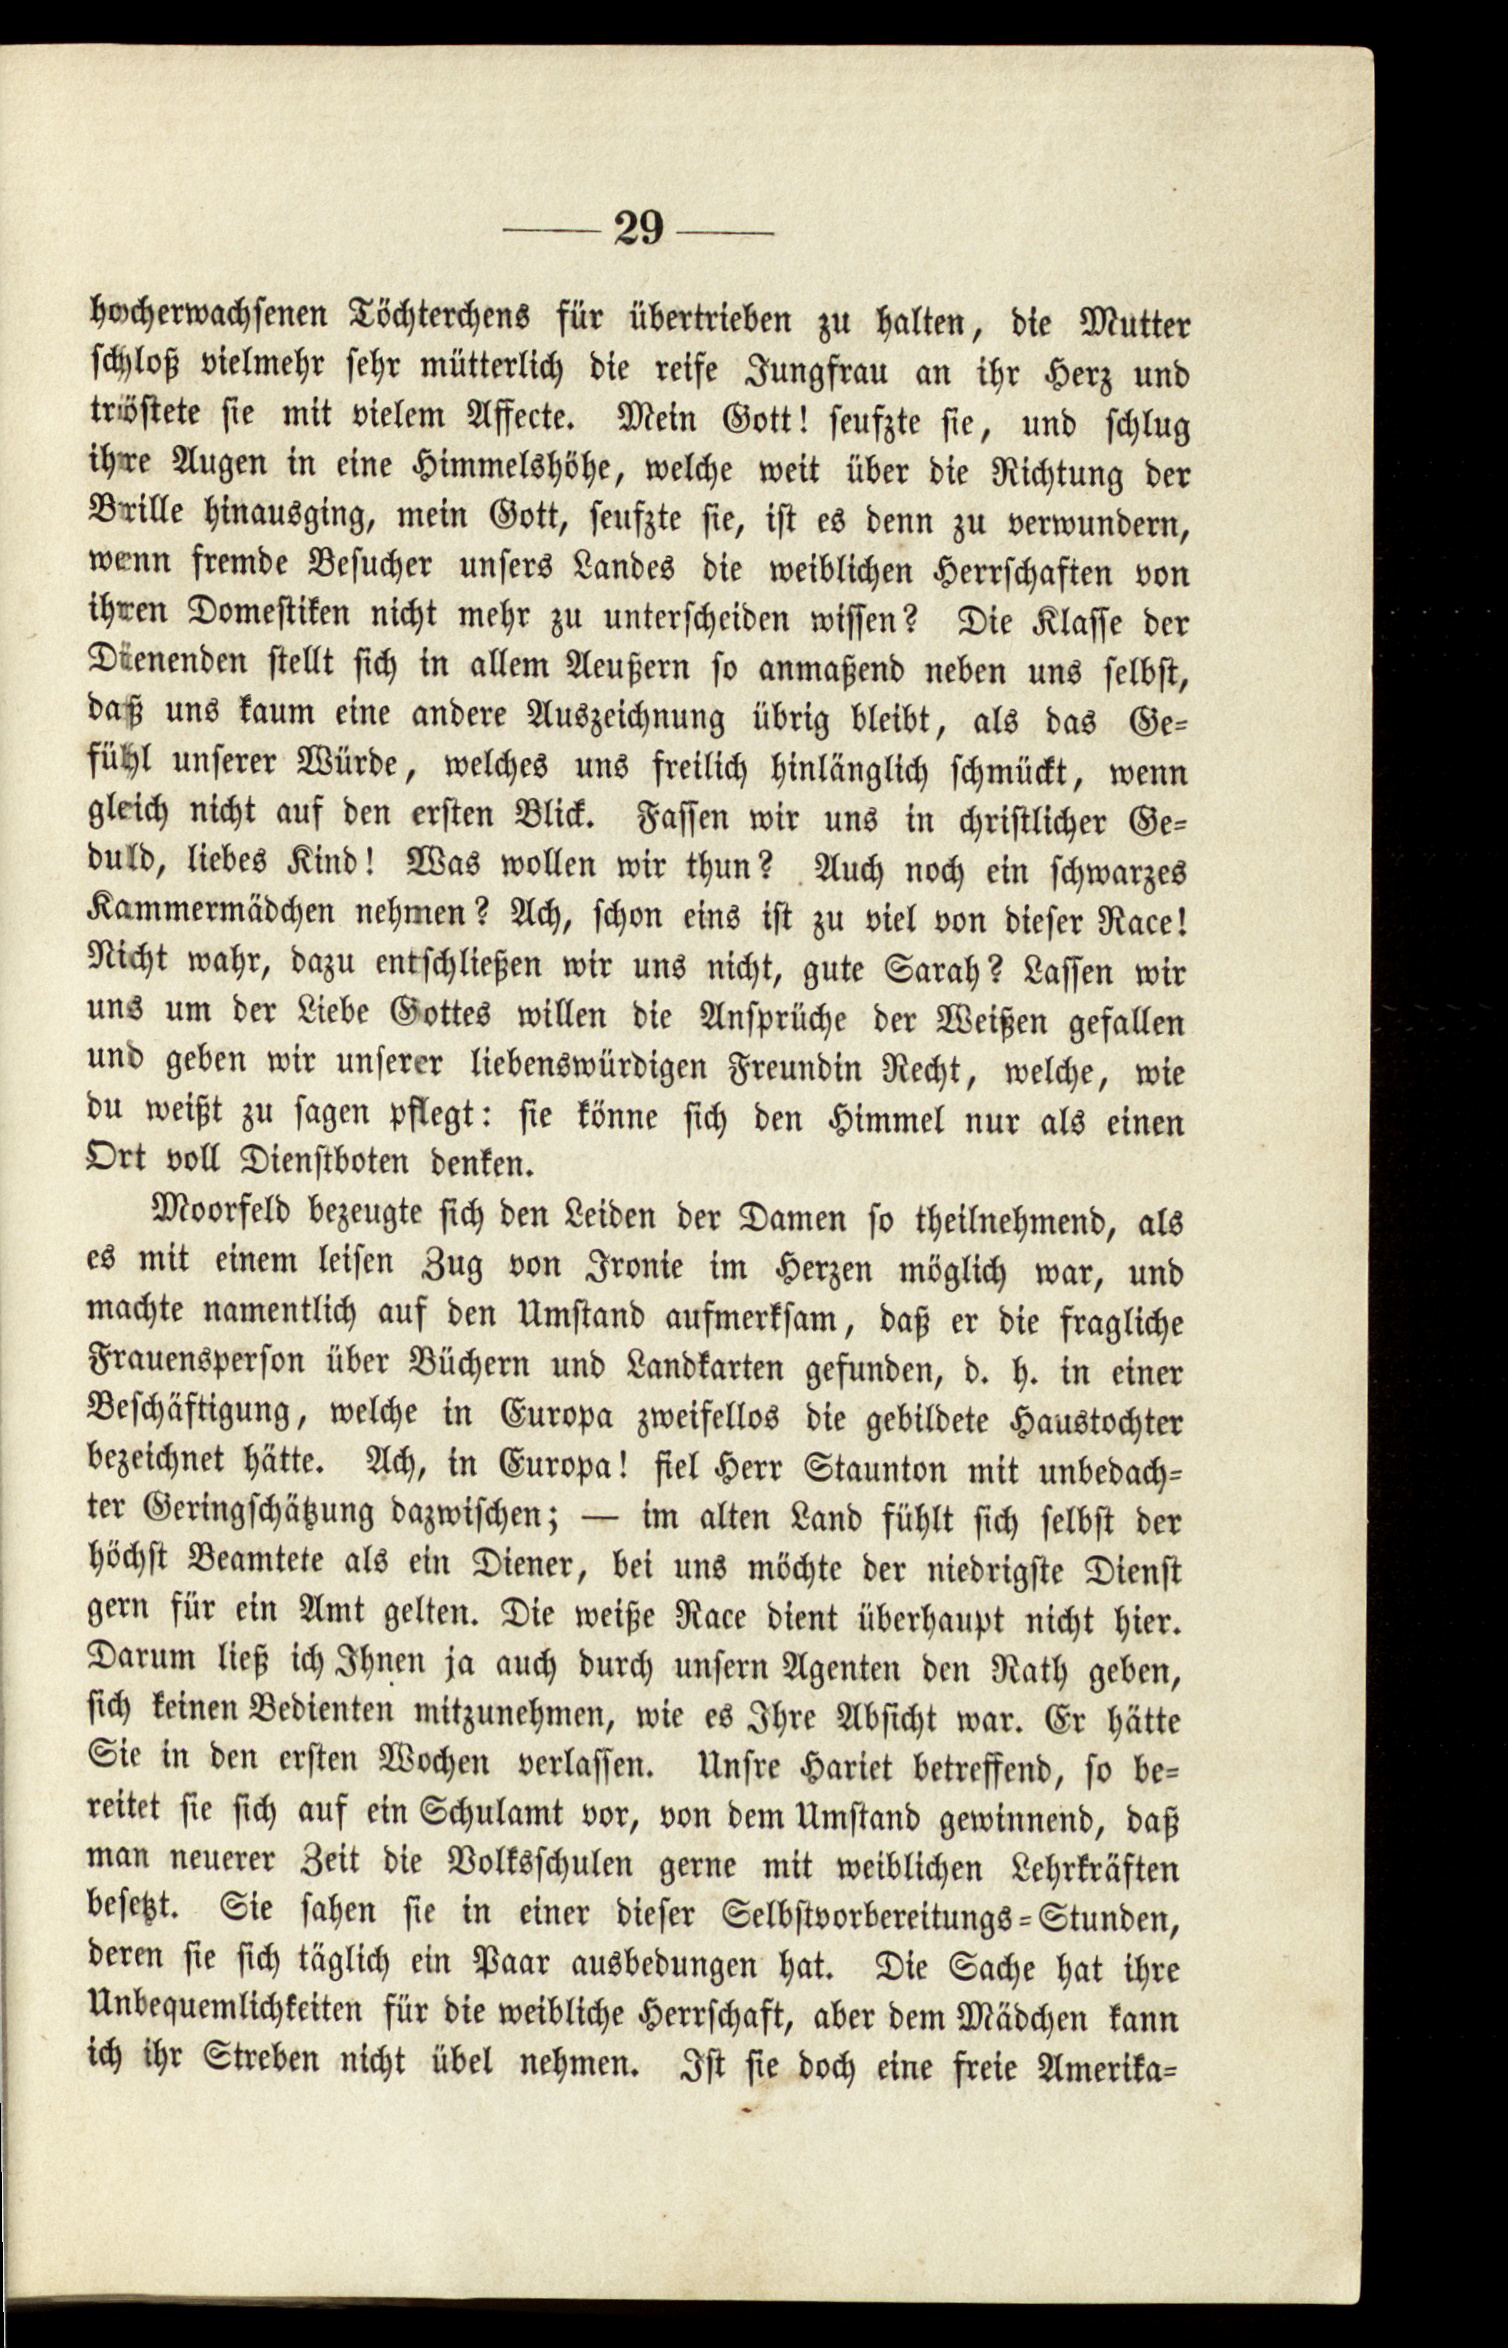 — 29 —
hocherwachsenen Töchterchens für übertrieben zu halten, die Mutter
schloß vielmehr sehr mütterlich die reife Jungfrau an ihr Herz und
tröstete sie mit vielem Affecte. Mein Gott! seufzte sie, und schlug
ihre Augen in eine Himmelshöhe, welche weit über die Richtung der
Brille hinausging, mein Gott, seufzte sie, ist es denn zu verwundern,
wenn fremde Besucher unsers Landes die weiblichen Herrschaften von
ihren Domestiken nicht mehr zu unterscheiden wissen? Die Klasse der
Dienenden stellt sich in allem Aeußern so anmaßend neben uns selbst,
daß uns kaum eine andere Auszeichnung übrig bleibt, als das Ge-
fühl unserer Würde, welches uns freilich hinlänglich schmückt, wenn
gleich nicht auf den ersten Blick. Fassen wir uns in christlicher Ge-
duld, liebes Kind! Was wollen wir thun? Auch noch ein schwarzes
Kammermädchen nehmen? Ach, schon eins ist zu viel von dieser Race!
Nicht wahr, dazu entschließen wir uns nicht, gute Sarah? Lassen wir
uns um der Liebe Gottes willen die Ansprüche der Weißen gefallen
und geben wir unserer liebenswürdigen Freundin Recht, welche, wie
du weißt zu sagen pflegt: sie könne sich den Himmel nur als einen
Ort voll Dienstboten denken.
Moorfeld bezeugte sich den Leiden der Damen so theilnehmend, als
es mit einem leisen Zug von Ironie im Herzen möglich war, und
machte namentlich auf den Umstand aufmerksam, daß er die fragliche
Frauensperson über Büchern und Landkarten gefunden, d. h. in einer
Beschäftigung, welche in Europa zweifellos die gebildete Haustochter
bezeichnet hätte. Ach, in Europa! fiel Herr Staunton mit unbedach-
ter Geringschätzung dazwischen; — im alten Land fühlt sich selbst der
höchst Beamtete als ein Diener, bei uns möchte der niedrigste Dienst
gern für ein Amt gelten. Die weiße Race dient überhaupt nicht hier.
Darum ließ ich Ihnen ja auch durch unsern Agenten den Rath geben,
sich keinen Bedienten mitzunehmen, wie es Ihre Absicht war. Er hätte
Sie in den ersten Wochen verlassen. Unsre Hariet betreffend, so be-
reitet sie sich auf ein Schulamt vor, von dem Umstand gewinnend, daß
man neuerer Zeit die Volksschulen gerne mit weiblichen Lehrkräften
besetzt. Sie sahen sie in einer dieser Selbstvorbereitungs-Stunden,
deren sie sich täglich ein Paar ausbedungen hat. Die Sache hat ihre
Unbequemlichkeiten für die weibliche Herrschaft, aber dem Mädchen kann
ich ihr Streben nicht übel nehmen. Ist sie doch eine freie Amerika-